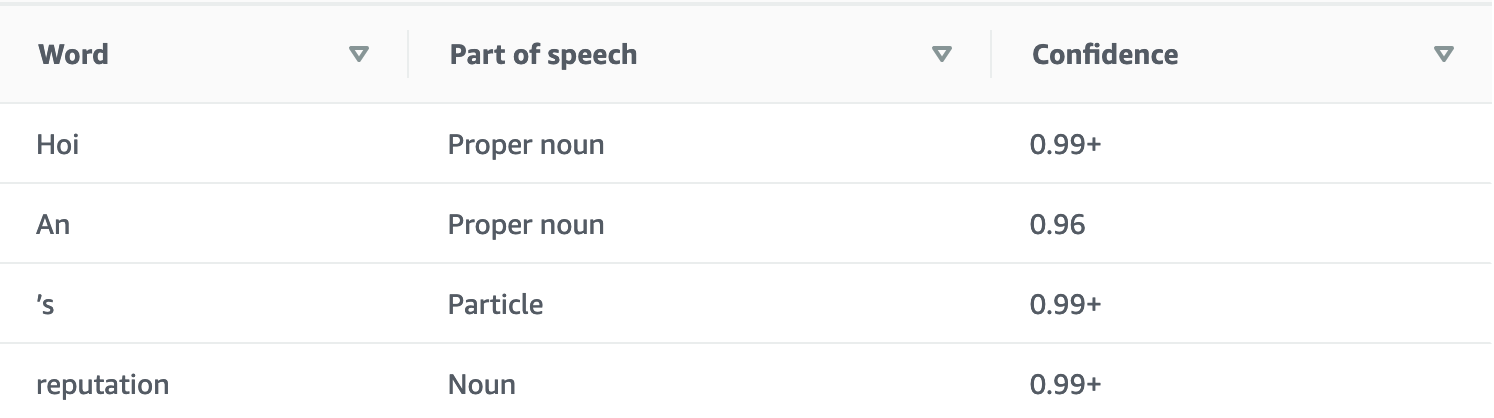 Word Part of speech Confidence
Hoi Proper noun 0.99+
An Proper noun 0.96
’s Particle 0.99+
reputation Noun 0.99+